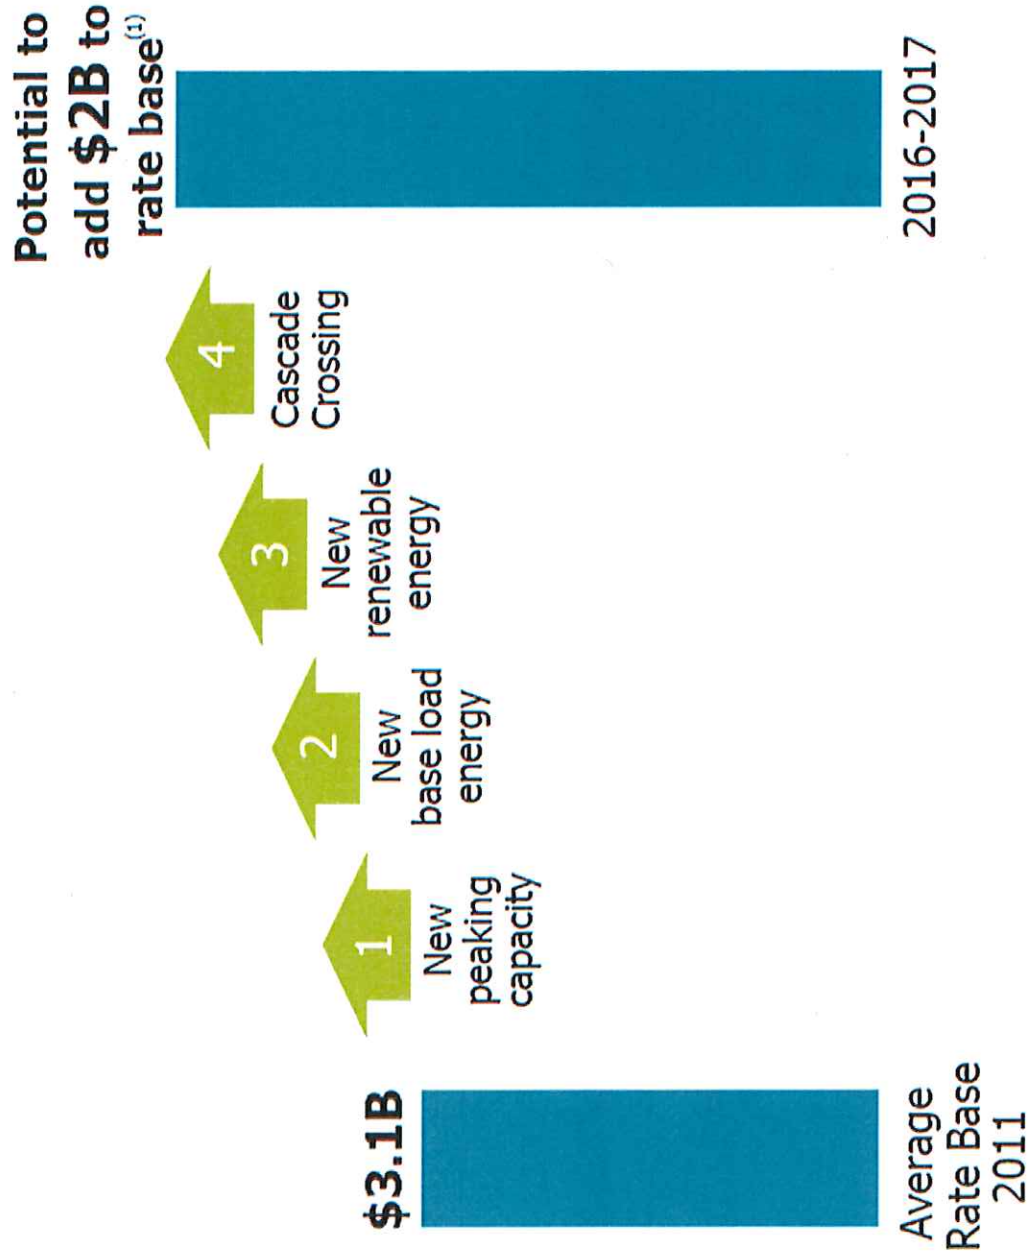 $3.1B
Average
Rate Base
2011
1
New
peaking
capacity
2
New
base load
energy
3
New
renewable
energy
4
Cascade
Crossing
Potential to
add $2B to
rate base(1)
2016-2017